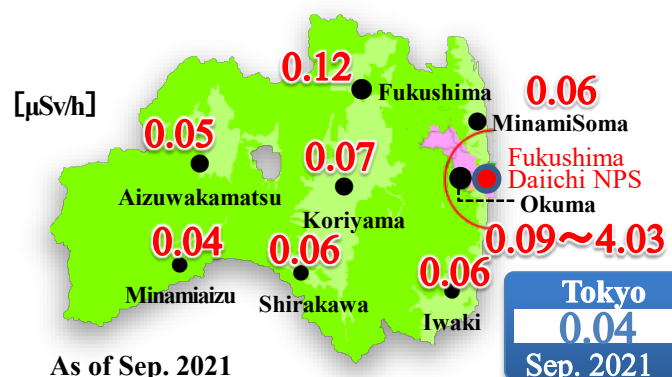 0.12
Fukushima
[μSv/h]
0.06
MinamiSoma
0.05
Aizuwakamatsu
0.07
Koriyama
Fukushima
Daiichi NPS
Okuma
0.09～4.03
0.04
Minamiaizu
0.06
Shirakawa
0.06
Iwaki
Tokyo
0.04
Sep. 2021
As of Sep. 2021